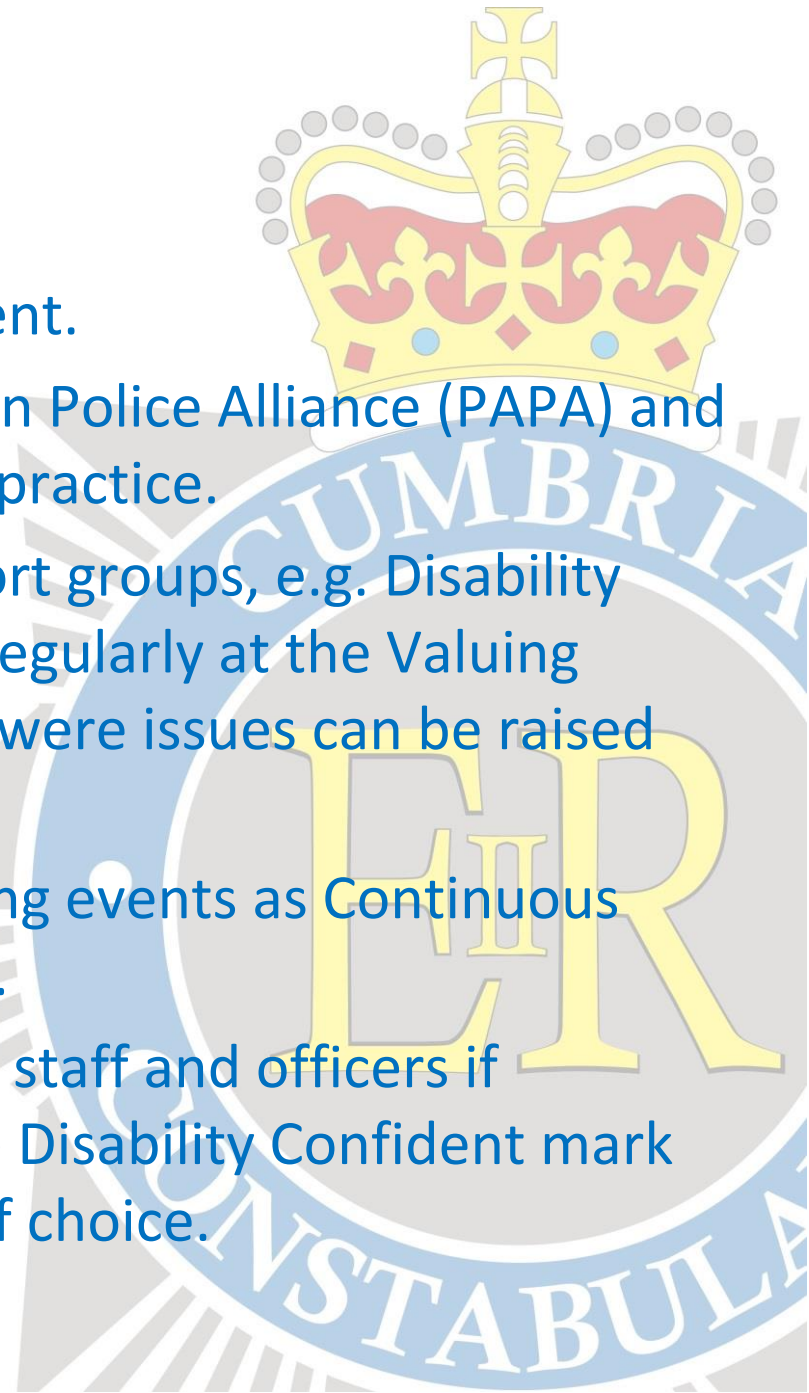 ent.
n Police Alliance (PAPA) and
practice.
ort groups, e.g. Disability
egularly at the Valuing
were issues can be raised
ng events as Continuous
.
staff and officers if
Disability Confident mark
f choice.
CUMBRIA
EIIR
CONSTABULA